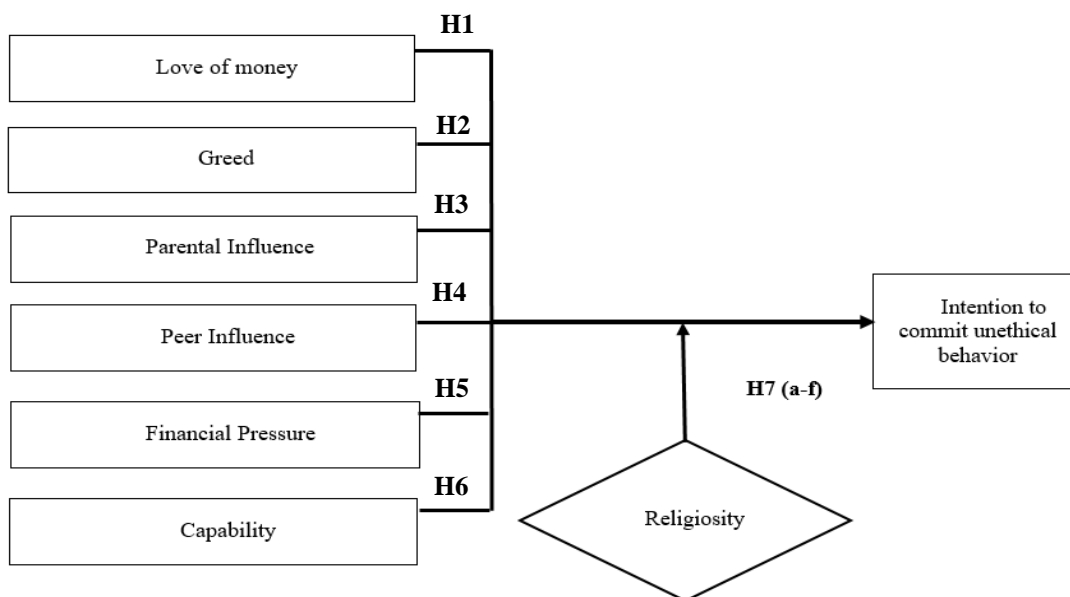 H1
Love of money
H2
Greed
H3
Parental Influence
H4
Peer Influence
Intention to
commit unethical
behavior
H7 (a-f)
H5
Financial Pressure
H6
Capability
Religiosity